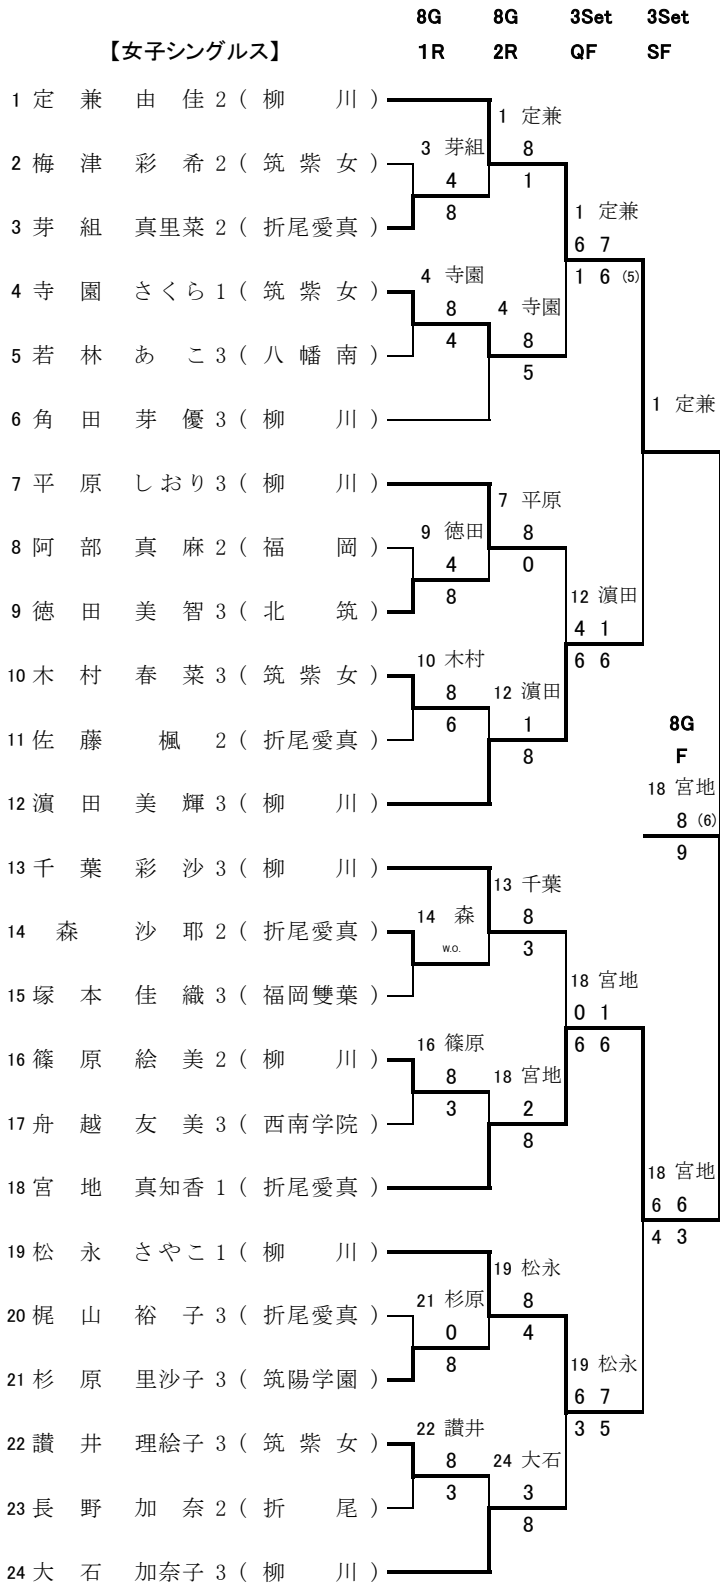 8G 8G 3Set 3Set
【女子シングルス】 1R 2R QF SF
1 定兼 由佳 2 ( 柳川 )
1 定兼
3 芽組 8
2 梅津 彩希 2 ( 筑紫女 )
4 1
8 1 定兼
3 芽組 真里菜 2 ( 折尾愛真 )
6 7
4 寺園 1 6 (5)
4 寺園 さくら 1 ( 筑紫女 )
8 4 寺園
4 8
5 若林 あこ 3 ( 八幡南 )
5
1 定兼
6 角田 芽優 3 ( 柳川 )
7 平原 しおり 3 ( 柳川 )
7 平原
9 徳田 8
8 阿部 真麻 2 ( 福岡 )
4 0
8 12 濵田
9 徳田 美智 3 ( 北筑 )
4 1
10 木村 6 6
10 木村 春菜 3 ( 筑紫女 )
8 12 濵田
6 1 8G
11 佐藤 楓 2 ( 折尾愛真 )
8 F
18 宮地
12 濵田 美輝 3 ( 柳川 )
8 (6)
9
13 千葉 彩沙 3 ( 柳川 )
13 千葉
14 森 8
14 森 沙耶 2 ( 折尾愛真 )
w.o. 3
18 宮地
15 塚本 佳織 3 ( 福岡雙葉 )
0 1
16 篠原 6 6
16 篠原 絵美 2 ( 柳川 )
8 18 宮地
3 2
17 舟越 友美 3 ( 西南学院 )
8
18 宮地
18 宮地 真知香 1 ( 折尾愛真 )
6 6
4 3
19 松永 さやこ 1 ( 柳川 )
19 松永
21 杉原 8
20 梶山 裕子 3 ( 折尾愛真 )
0 4
8 19 松永
21 杉原 里沙子 3 ( 筑陽学園 )
6 7
22 讃井 3 5
22 讃井 理絵子 3 ( 筑紫女 )
8 24 大石
3 3
23 長野 加奈 2 ( 折尾 )
8
24 大石 加奈子 3 ( 柳川 )